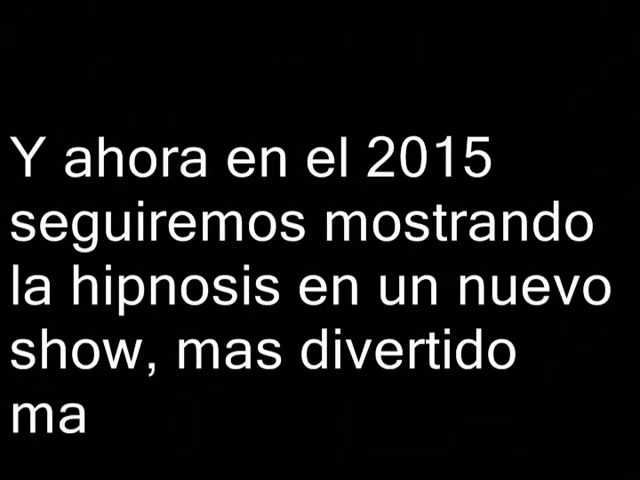 Y ahora en el 2015
seguiremos mostrando
la hipnosis en un nuevo
show, mas divertido
ma